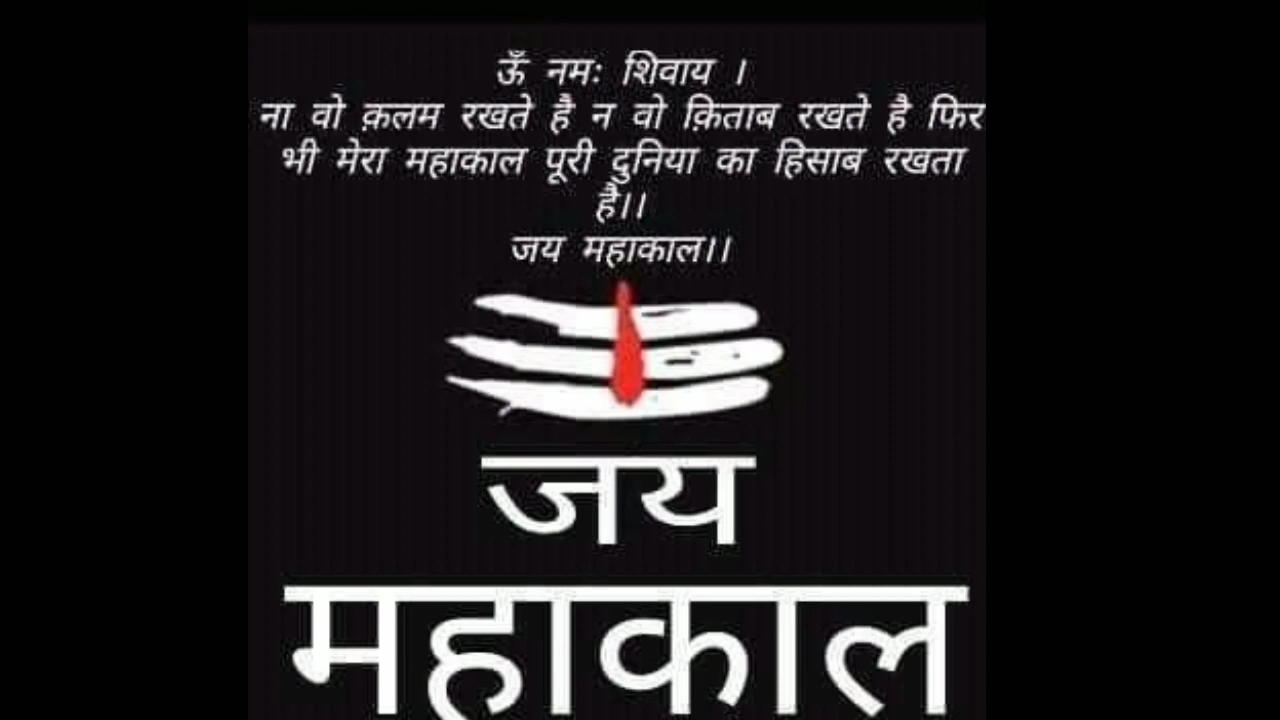 ऊँ नमः शिवाय ।
ना वो क़लम रखते है न वो क़िताब रखते है फिर
भी मेरा महाकाल पूरी दुनिया का हिसाब रखता
है।।
जय महाकाल।।
जय
महाकाल